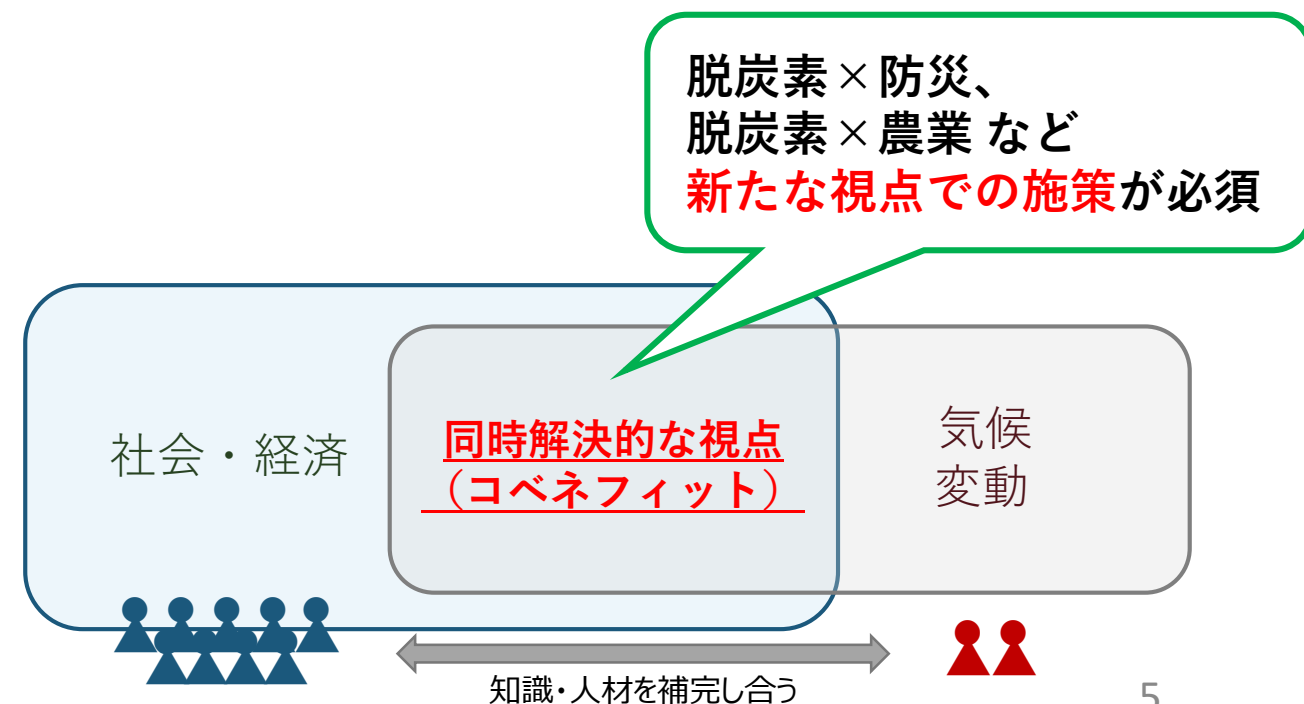 脱炭素×防災、
脱炭素×農業 など
新たな視点での施策が必須
社会・経済
同時解決的な視点
（コベネフィット）
気候
変動
知識・人材を補完し合う
5